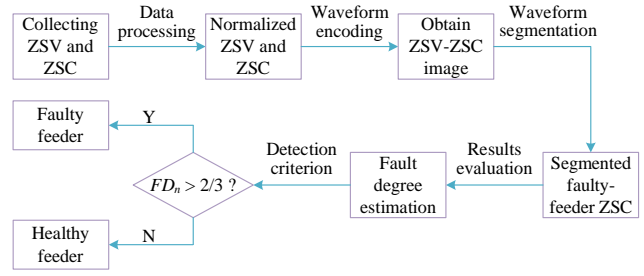 Collecting
ZSV and
ZSC
Data
processing
Normalized
ZSV and
ZSC
Waveform
encoding
Obtain
ZSV-ZSC
image
Waveform
segmentation
Segmented
faulty-
feeder ZSC
Results
evaluation
Fault
degree
estimation
Detection
criterion
FDn > 2/3 ?
Y
Faulty
feeder
N
Healthy
feeder